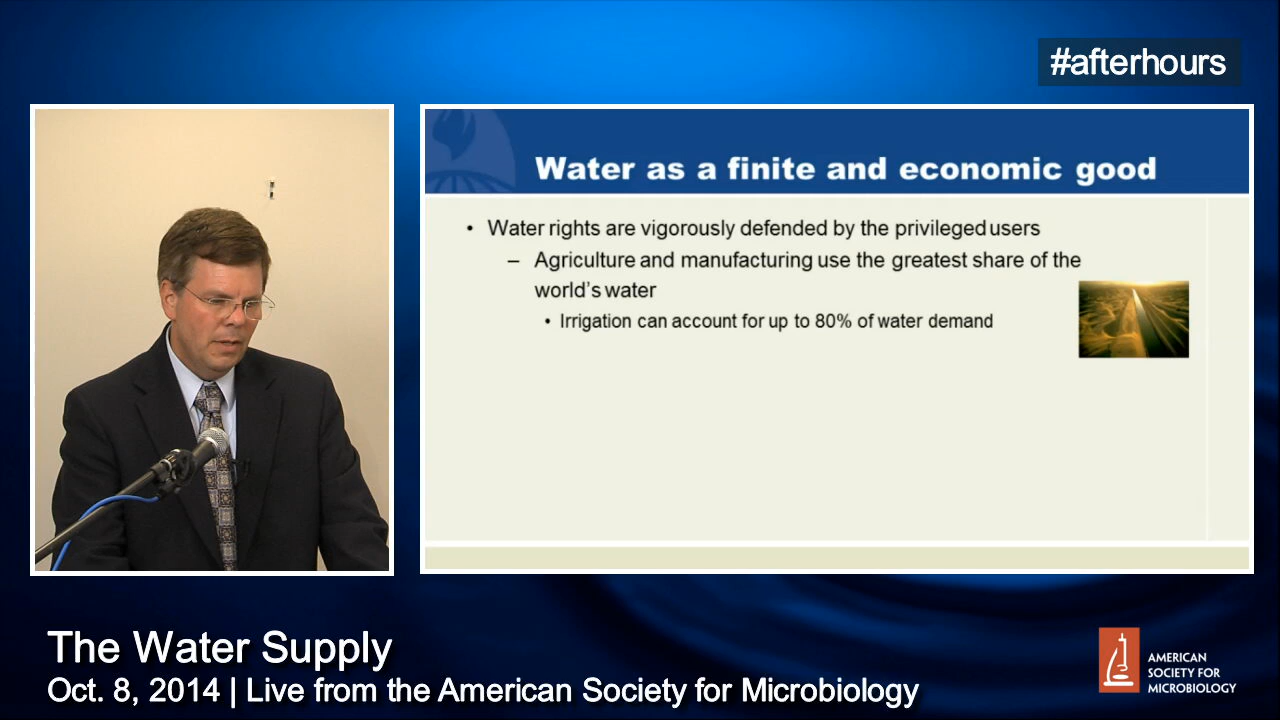 #afterhours
Water as a finite and economic good
• Water rights are vigorously defended by the privileged users
– Agriculture and manufacturing use the greatest share of the
world's water
• Irrigation can account for up to 80% of water demand
The Water Supply
Oct. 8, 2014 | Live from the American Society for Microbiology
AMERICAN
SOCIETY FOR
MICROBIOLOGY